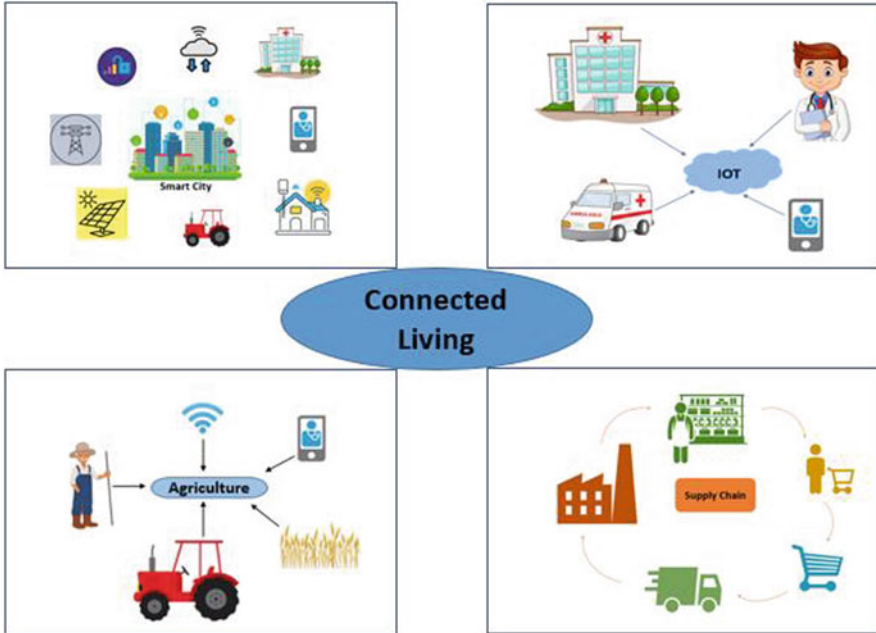 Smart City
IOT
Connected
Living
Agriculture
Supply Chain